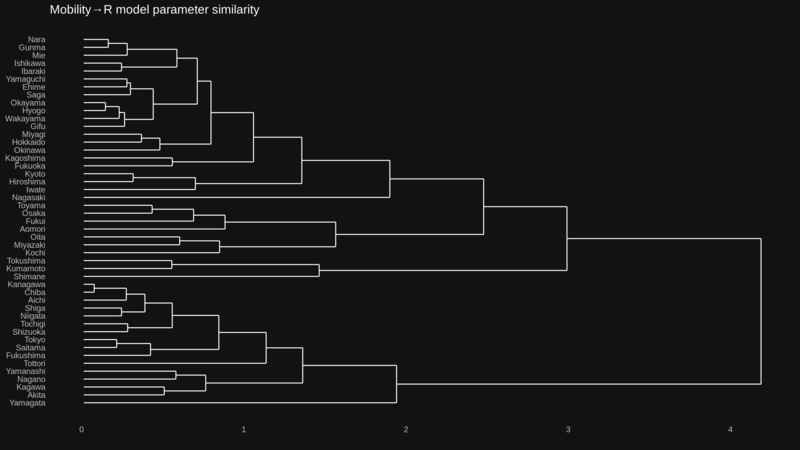 Mobility→R model parameter similarity
Nara
Gunma
Mie
Ishikawa
Ibaraki
Yamaguchi
Ehime
Saga
Okayama
Hyogo
Wakayama
Gifu
Miyagi
Hokkaido
Okinawa
Kagoshima
Fukuoka
Kyoto
Hiroshima
Iwate
Nagasaki
Toyama
Osaka
Fukui
Aomori
Oita
Miyazaki
Kochi
Tokushima
Kumamoto
Shimane
Kanagawa
Chiba
Aichi
Shiga
Niigata
Tochigi
Shizuoka
Tokyo
Saitama
Fukushima
Tottori
Yamanashi
Nagano
Kagawa
Akita
Yamagata
0 1 2 3 4